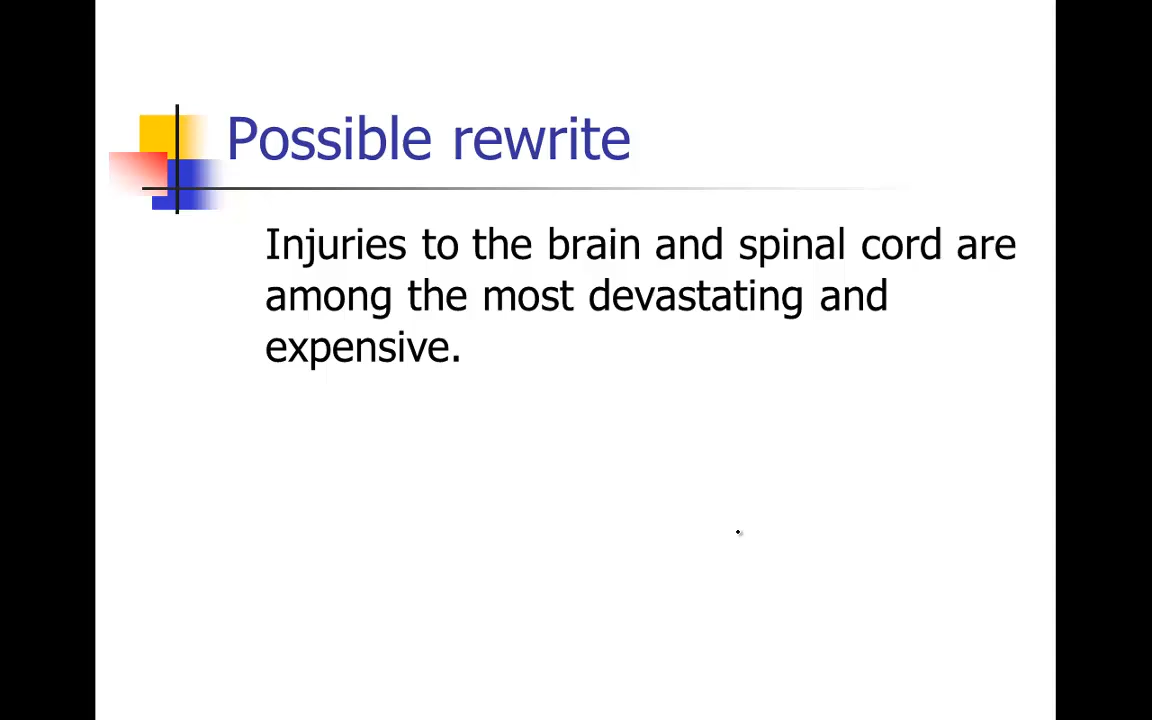 Possible rewrite
Injuries to the brain and spinal cord are
among the most devastating and
expensive.